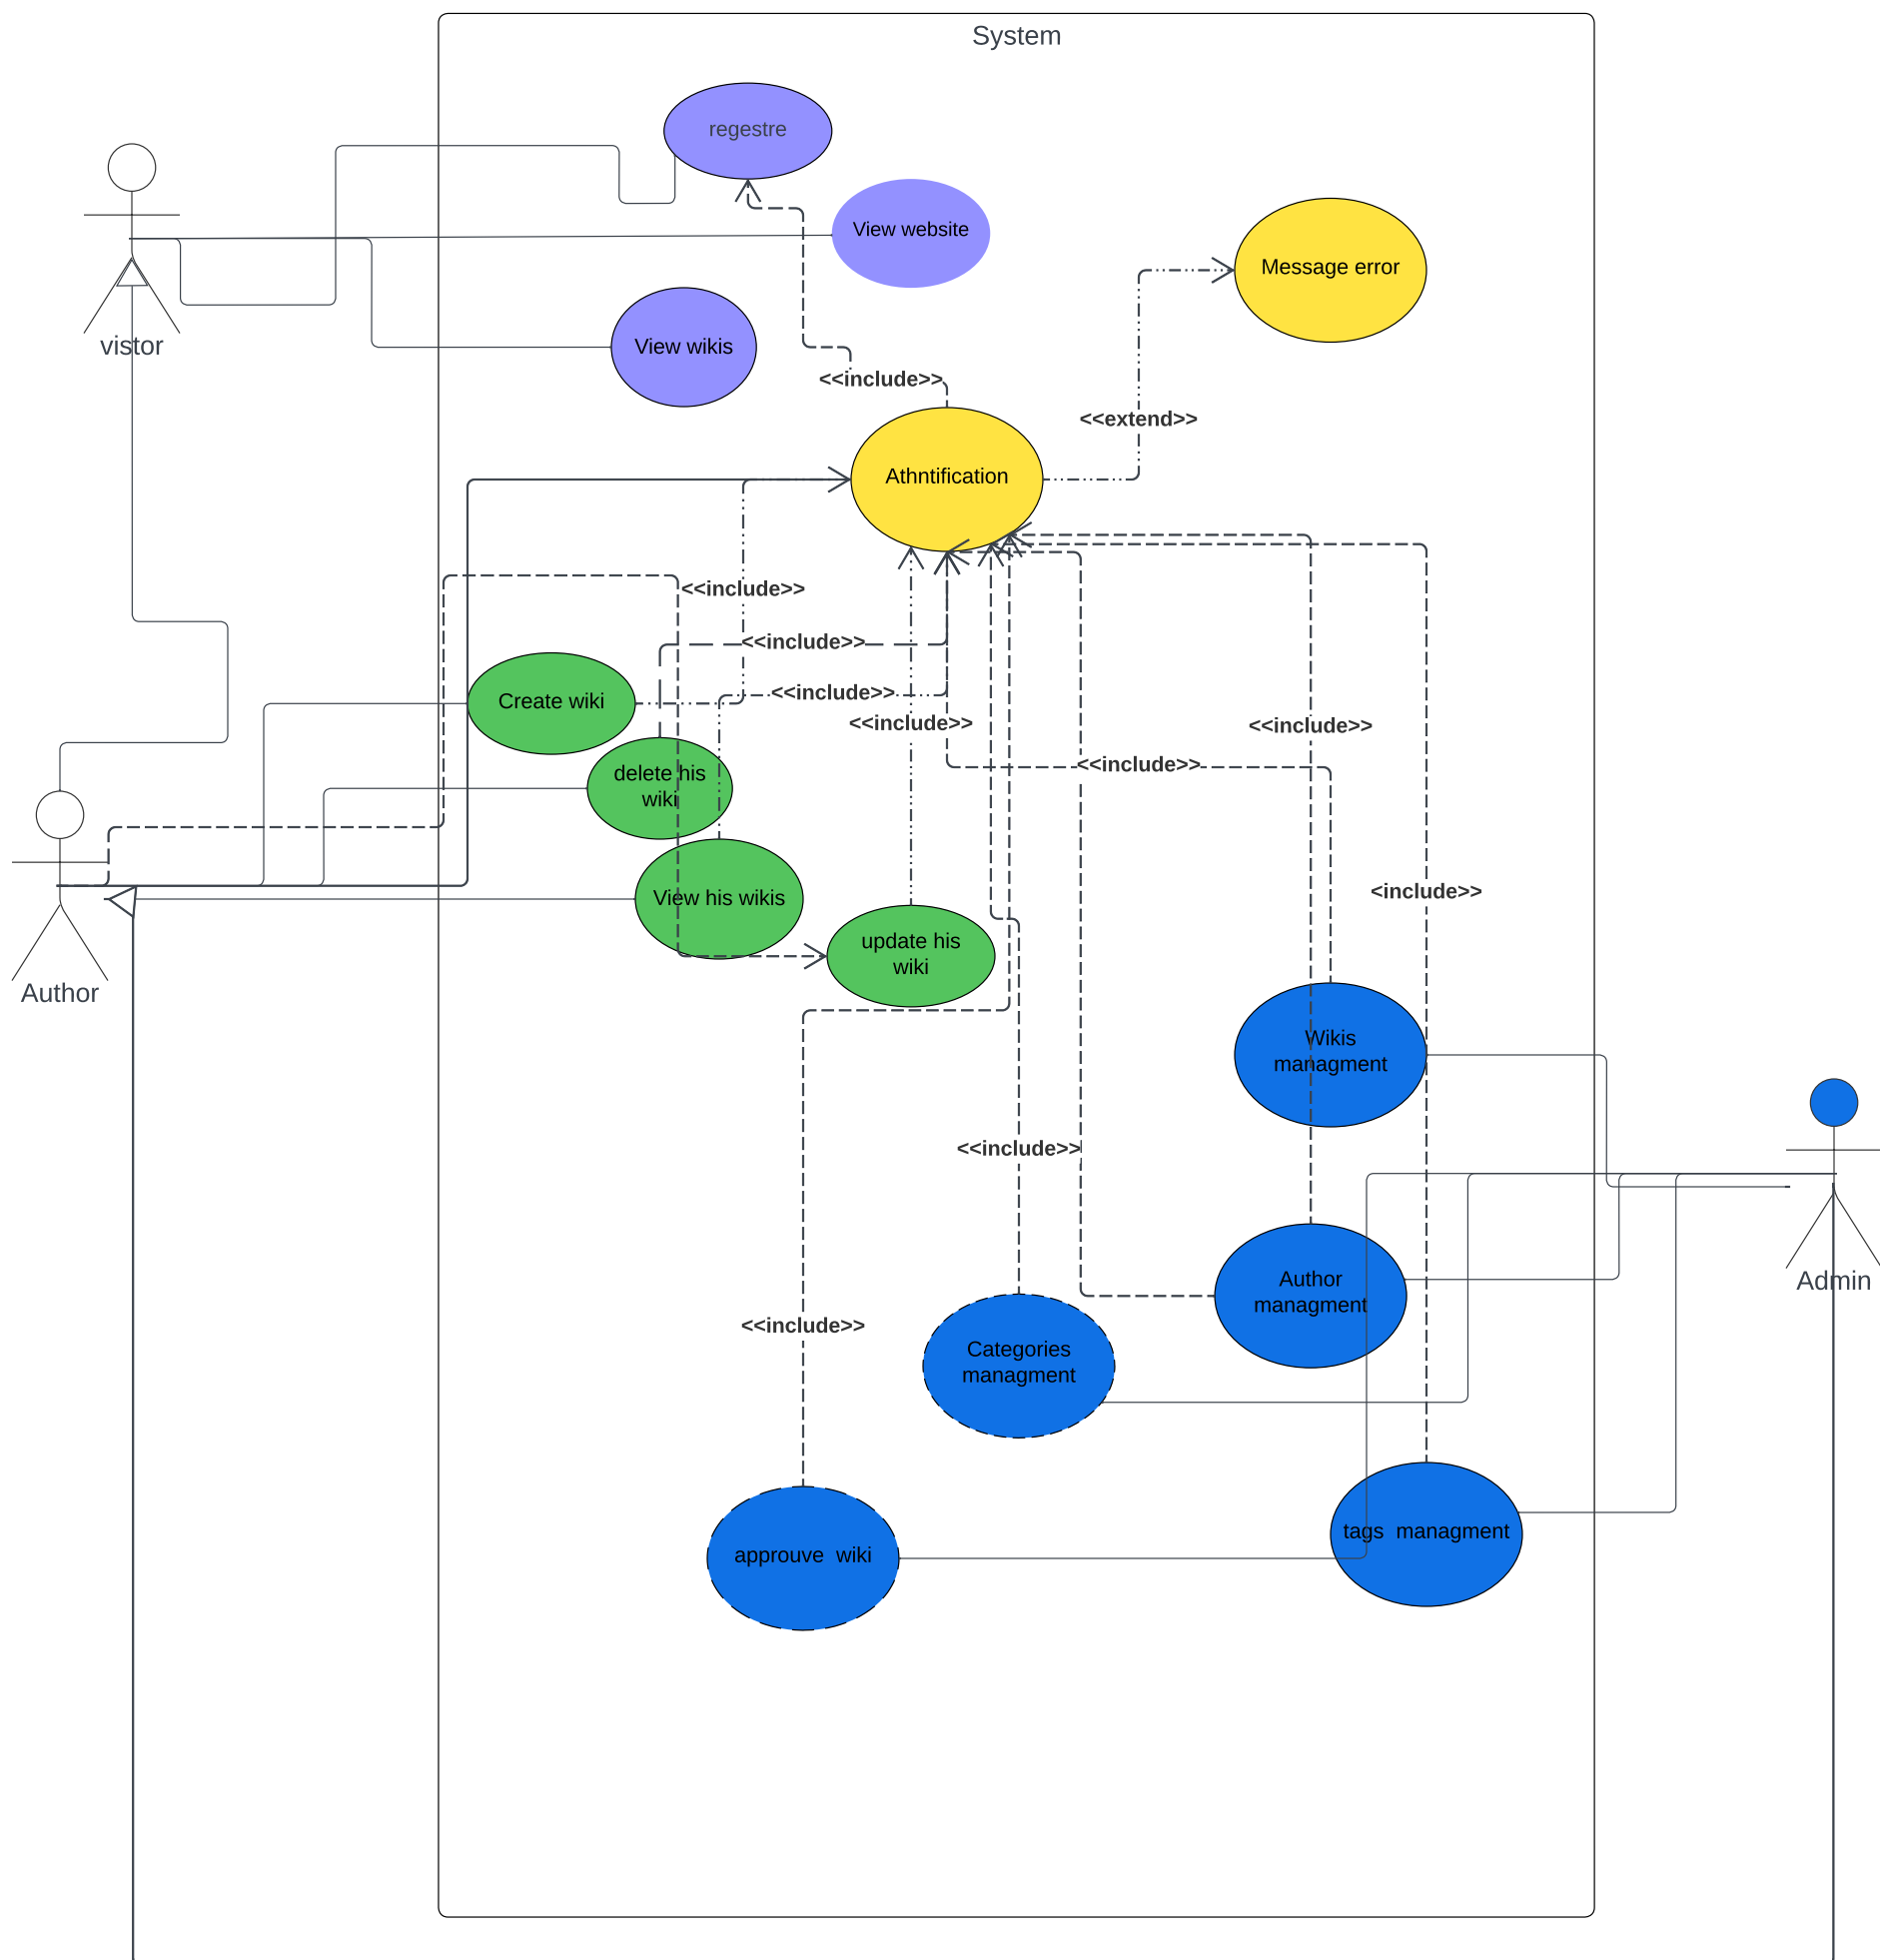 System
regestre
View website
Message error
vistor
View wikis
<<include>>
<<extend>>
Athntification
<<include>>
<<include>>
<<include>>
Create wiki
<<include>>
<<include>>
<<include>>
delete his
wiki
<include>>
View his wikis
update his
wiki
Author
Wikis
managment
<<include>>
Author
managment
Admin
<<include>>
Categories
managment
tags  managment
approuve  wiki